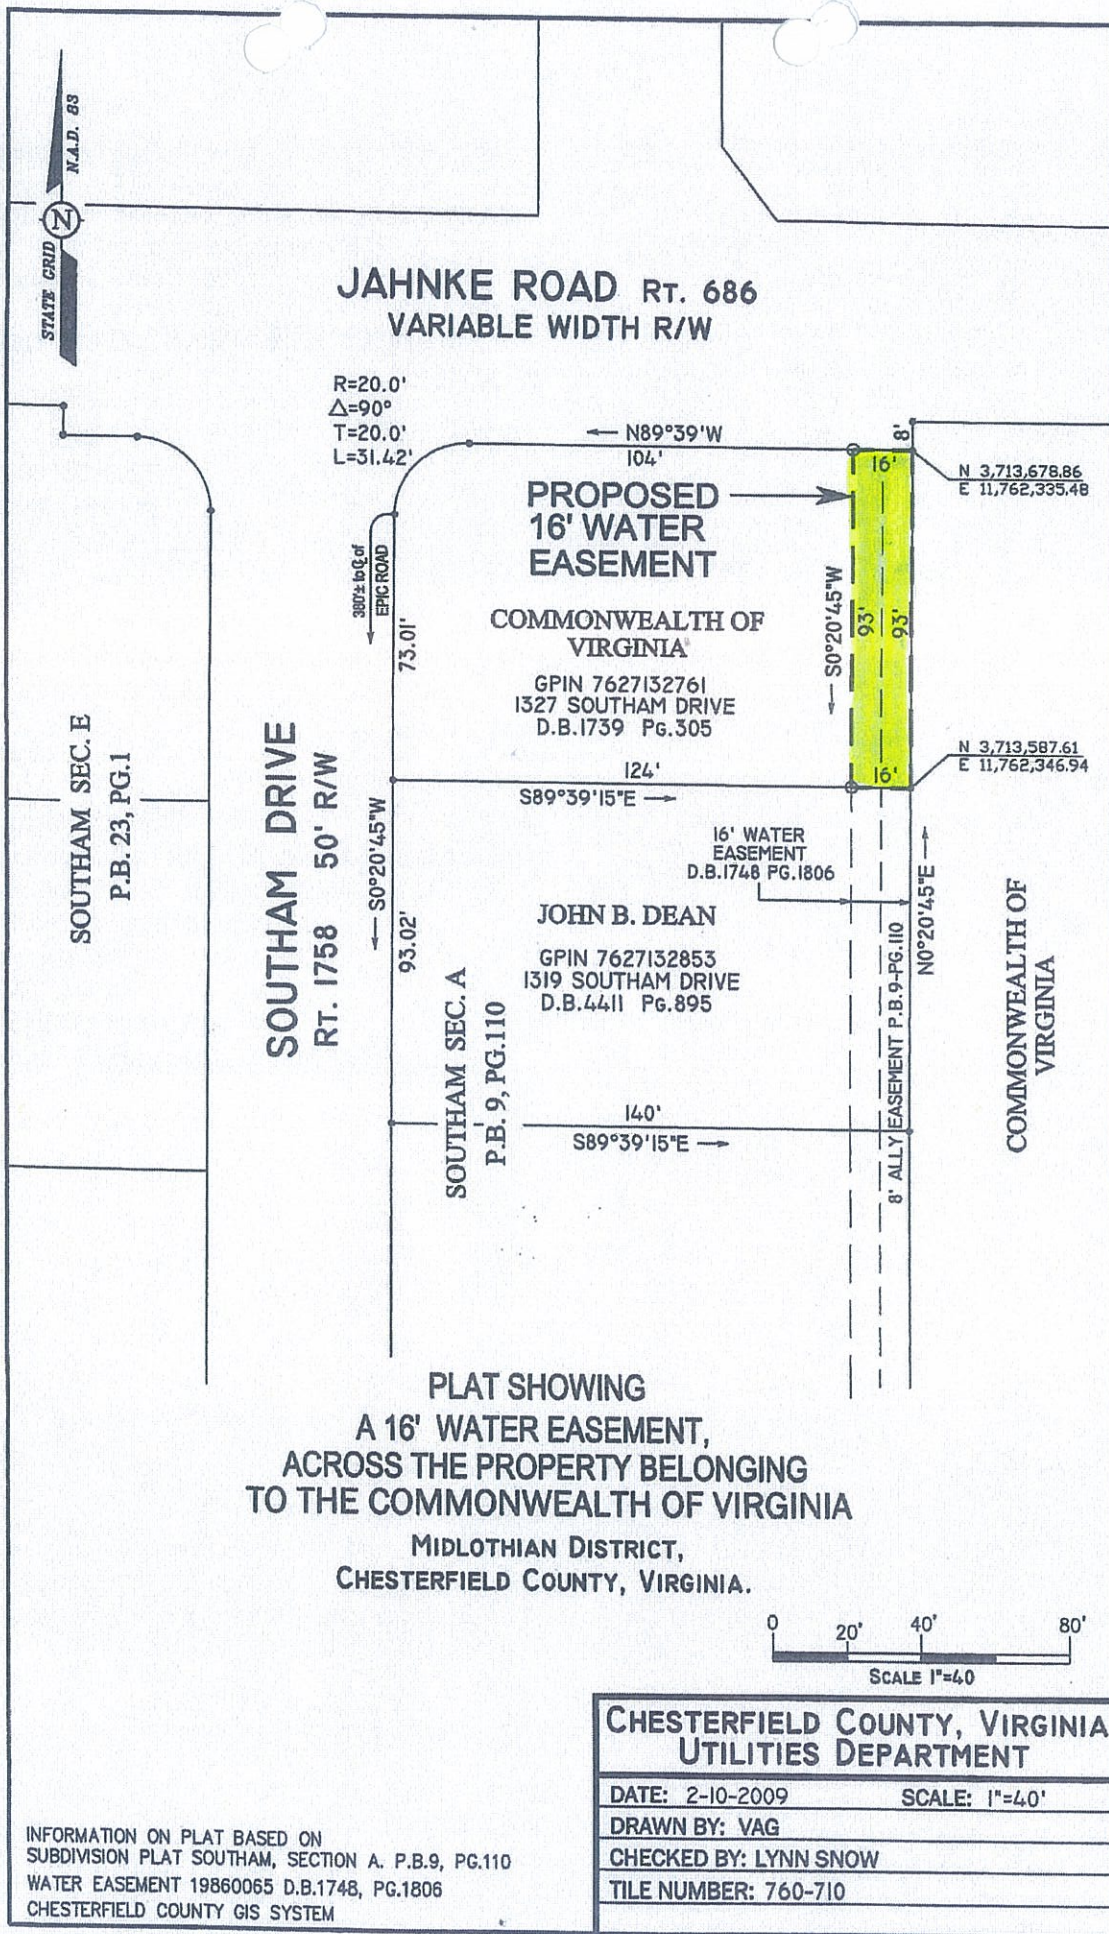 N.A.D. 83
N
STATE GRID
JAHNKE ROAD RT. 686
VARIABLE WIDTH R/W
R=20.0'
Δ=90°
T=20.0'
L=31.42'
← N89°39'W
104'
8'
16'
N 3,713,678.86
E 11,762,335.48
PROPOSED
16' WATER
EASEMENT
380'± to ℄ of
EPIC ROAD
73.01'
COMMONWEALTH OF
VIRGINIA
GPIN 7627132761
1327 SOUTHAM DRIVE
D.B.1739 PG.305
← S0°20'45"W
93'
93'
N 3,713,587.61
E 11,762,346.94
16'
124'
S89°39'15"E →
SOUTHAM SEC. E
P.B. 23, PG.1
SOUTHAM DRIVE
RT. 1758 50' R/W
← S0°20'45"W
93.02'
16' WATER
EASEMENT
D.B.1748 PG.1806
JOHN B. DEAN
GPIN 7627132853
1319 SOUTHAM DRIVE
D.B.4411 PG.895
N0°20'45"E →
8' ALLY EASEMENT P.B.9-PG.110
COMMONWEALTH OF
VIRGINIA
SOUTHAM SEC. A
P.B. 9, PG.110
140'
S89°39'15"E →
PLAT SHOWING
A 16' WATER EASEMENT,
ACROSS THE PROPERTY BELONGING
TO THE COMMONWEALTH OF VIRGINIA
MIDLOTHIAN DISTRICT,
CHESTERFIELD COUNTY, VIRGINIA.
0 20' 40' 80'
SCALE 1"=40
CHESTERFIELD COUNTY, VIRGINIA
UTILITIES DEPARTMENT
DATE: 2-10-2009 SCALE: 1"=40'
DRAWN BY: VAG
CHECKED BY: LYNN SNOW
TILE NUMBER: 760-710
INFORMATION ON PLAT BASED ON
SUBDIVISION PLAT SOUTHAM, SECTION A. P.B.9, PG.110
WATER EASEMENT 19860065 D.B.1748, PG.1806
CHESTERFIELD COUNTY GIS SYSTEM